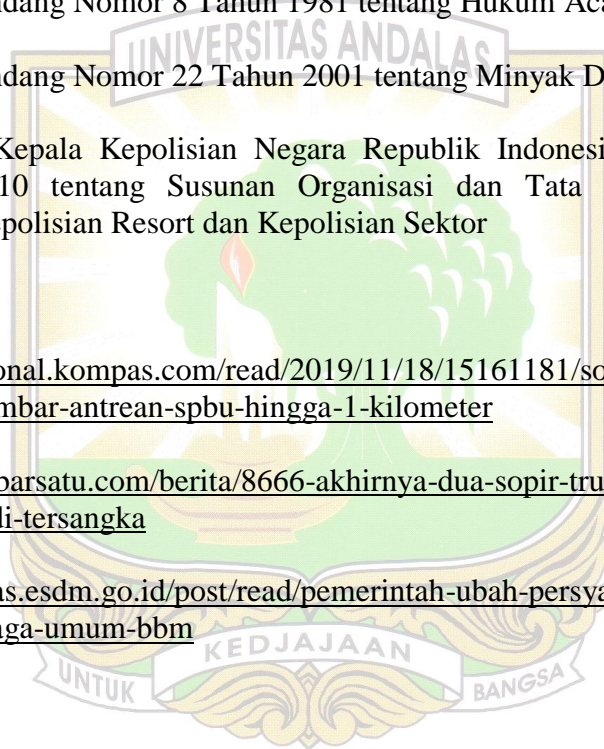 dang Nomor 8 Tahun 1981 tentang Hukum Aca
UNIVERSITAS ANDALAS
dang Nomor 22 Tahun 2001 tentang Minyak D
Kepala Kepolisian Negara Republik Indonesi
10 tentang Susunan Organisasi dan Tata
polisian Resort dan Kepolisian Sektor
onal.kompas.com/read/2019/11/18/15161181/so
mbar-antrean-spbu-hingga-1-kilometer
barsatu.com/berita/8666-akhirnya-dua-sopir-tru
di-tersangka
as.esdm.go.id/post/read/pemerintah-ubah-persya
aga-umum-bbm
UNTUK KEDJAJAAN BANGSA